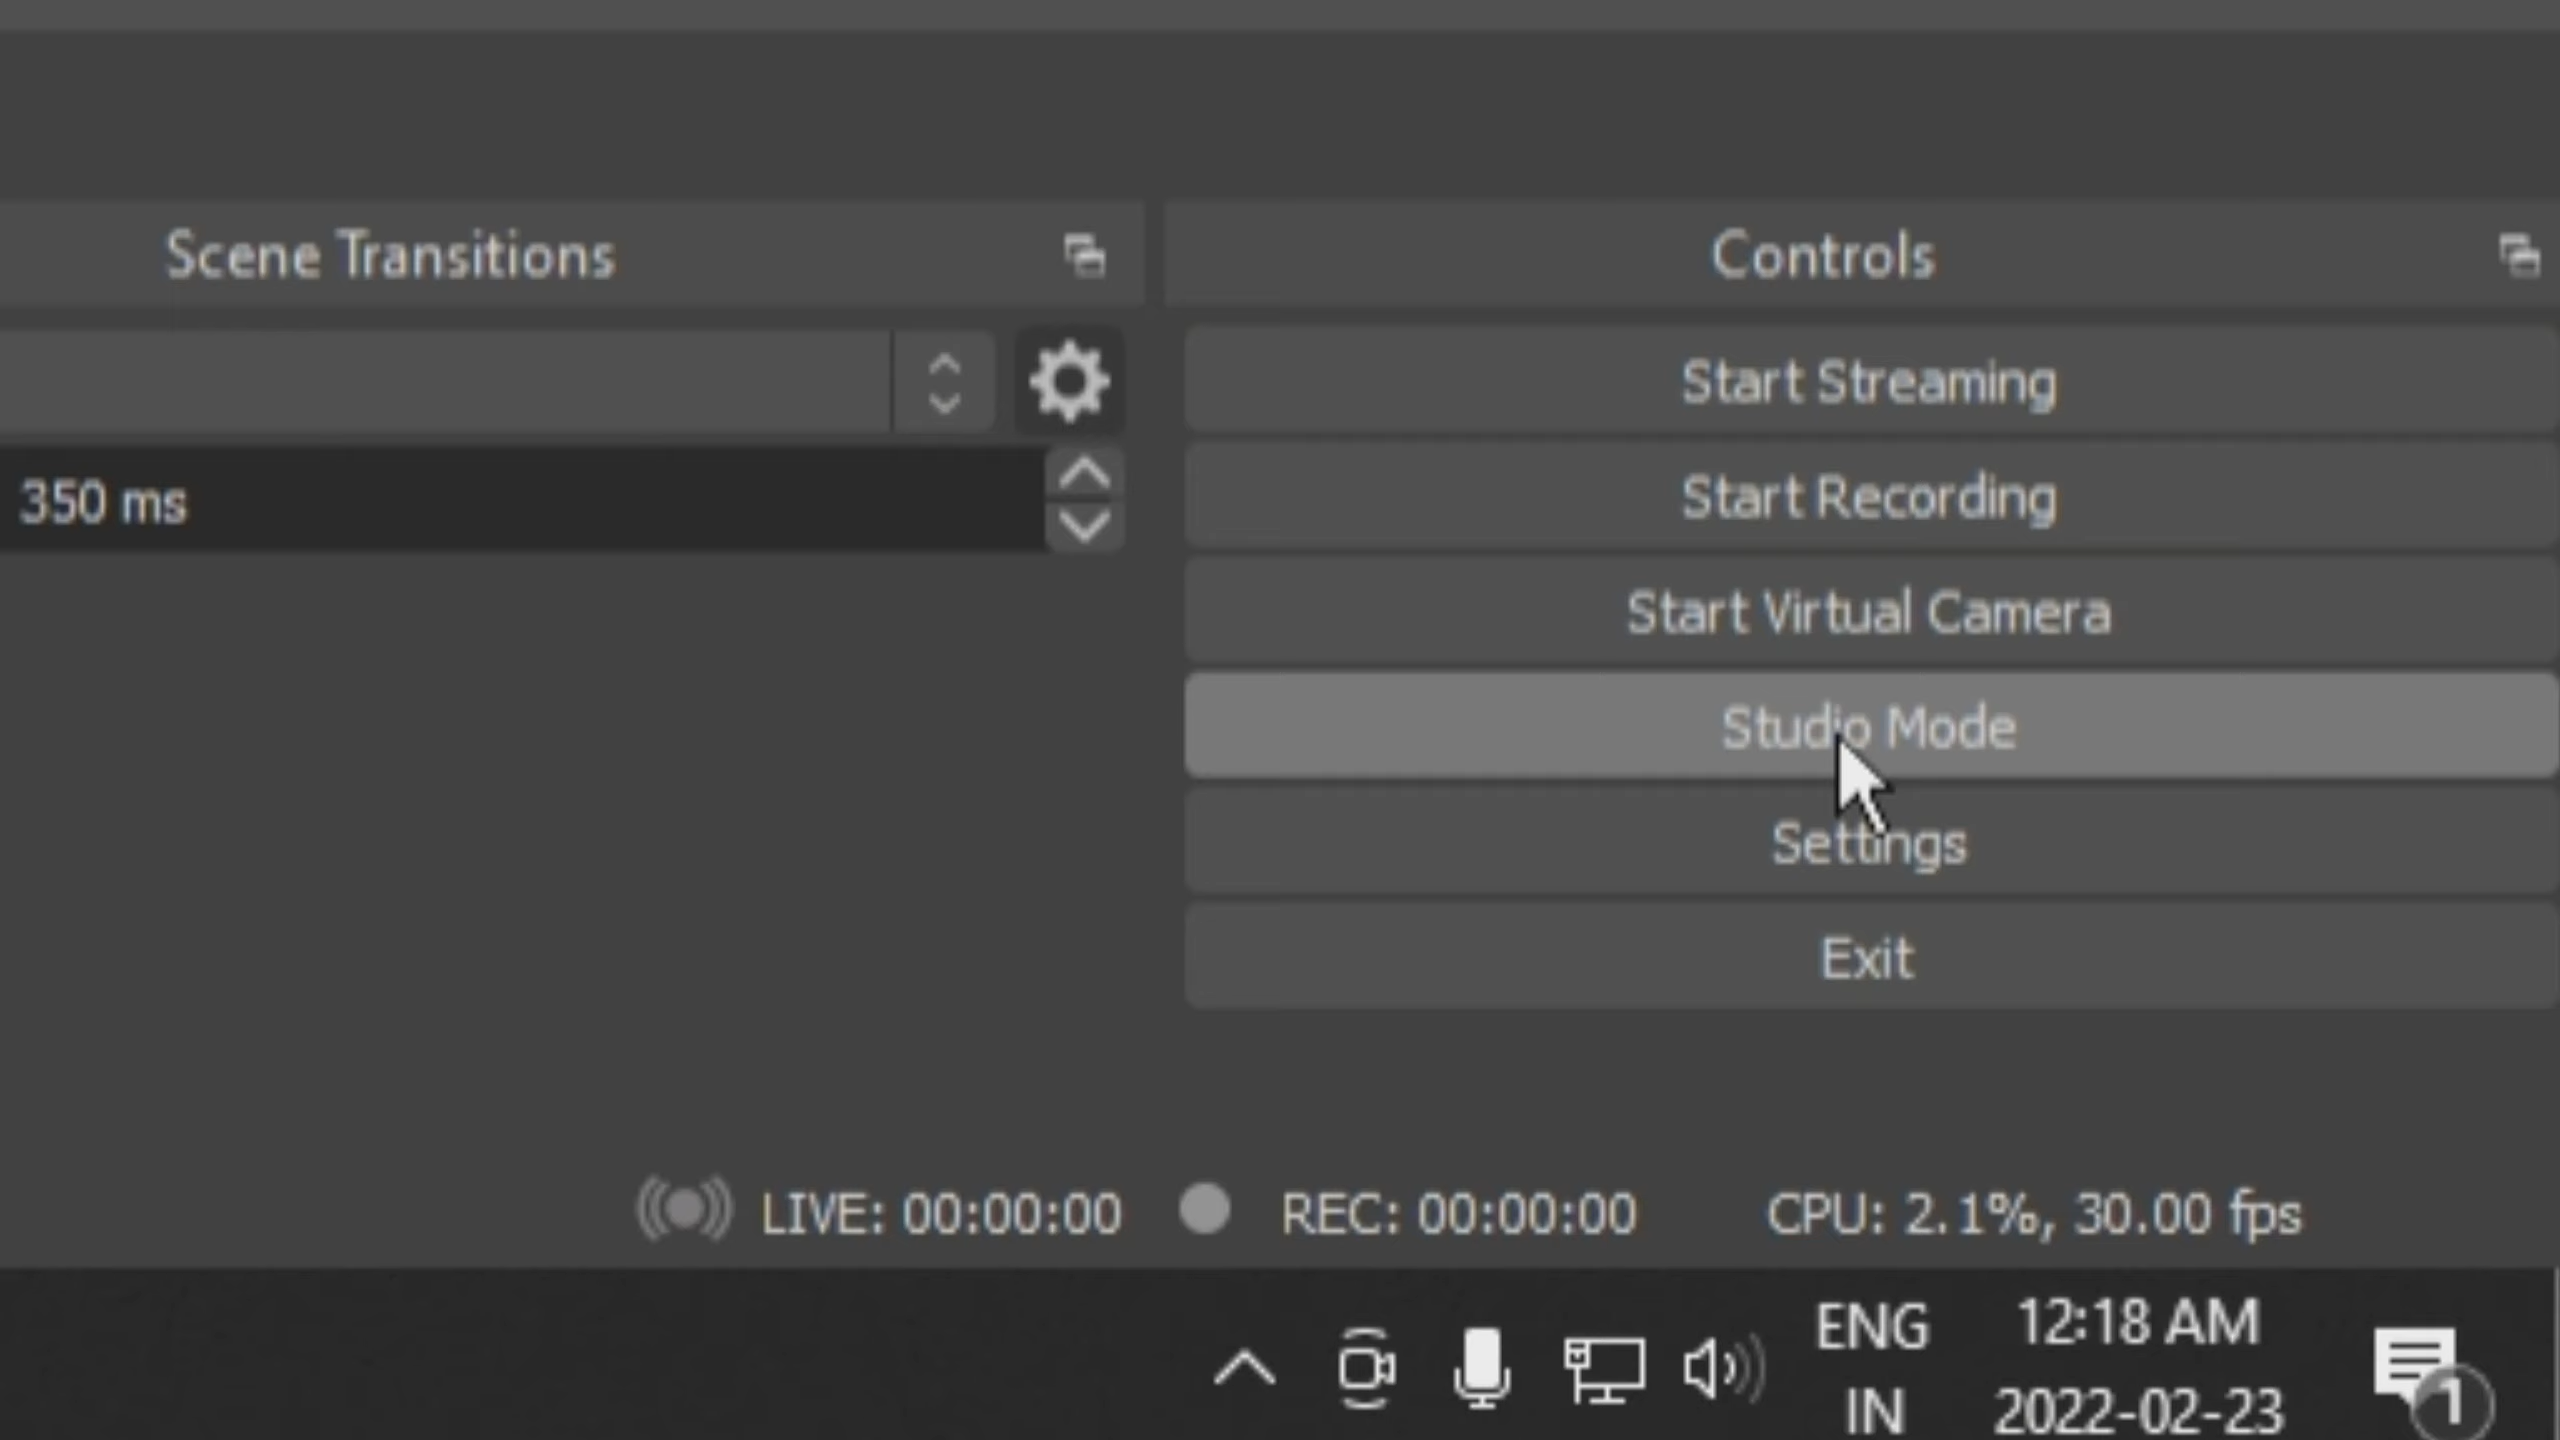 Scene Transitions
Controls
Start Streaming
350 ms
Start Recording
Start Virtual Camera
Studio Mode
Settings
Exit
LIVE: 00:00:00
REC: 00:00:00
CPU: 2.1%, 30.00 fps
ENG
IN
12:18 AM
2022-02-23
1